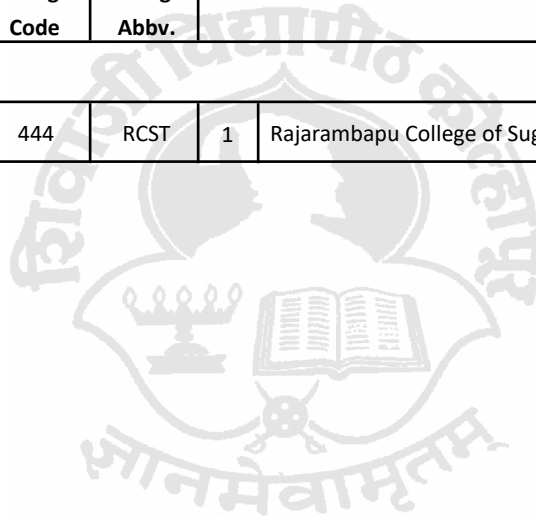 Code Abbv.
444 RCST 1 Rajarambapu College of Sug
शिवाजी विद्यापीठ कोल्हापूर
ज्ञानमेवामृतम्